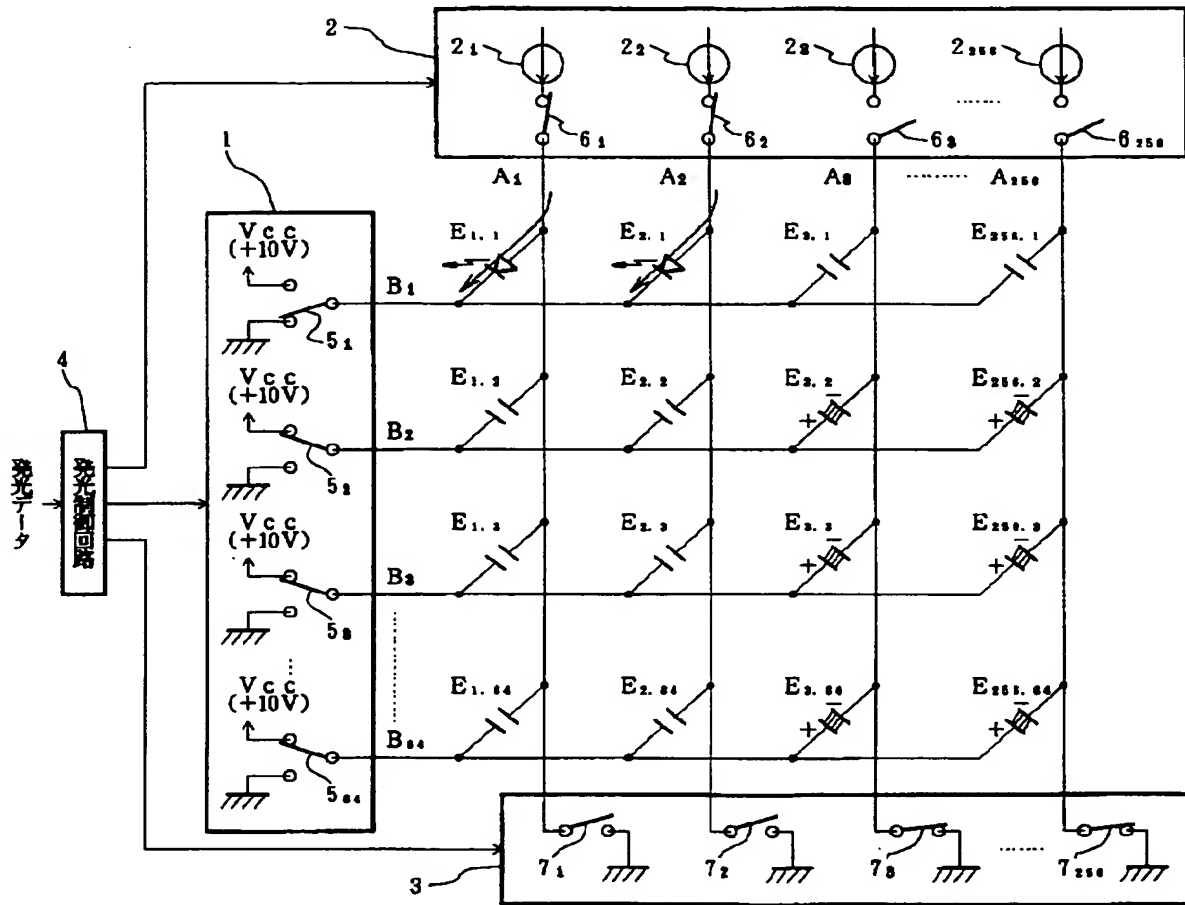 2
2₁
2₂
2₃
2₂₅₆
6₁
6₂
6₃
6₂₅₆
A₁
A₂
A₃
A₂₅₆
1
Vcc
(+10V)
5₁
B₁
E₁.₁
E₂.₁
E₃.₁
E₂₅₆.₁
Vcc
(+10V)
5₂
B₂
E₁.₂
E₂.₂
E₃.₂
E₂₅₆.₂
+
−
+
−
4
発光データ
発光制御回路
Vcc
(+10V)
5₃
B₃
E₁.₃
E₂.₃
E₃.₃
E₂₅₆.₃
+
−
+
−
Vcc
(+10V)
5₆₄
B₆₄
E₁.₆₄
E₂.₆₄
E₃.₆₄
E₂₅₆.₆₄
+
−
+
−
3
7₁
7₂
7₃
7₂₅₆